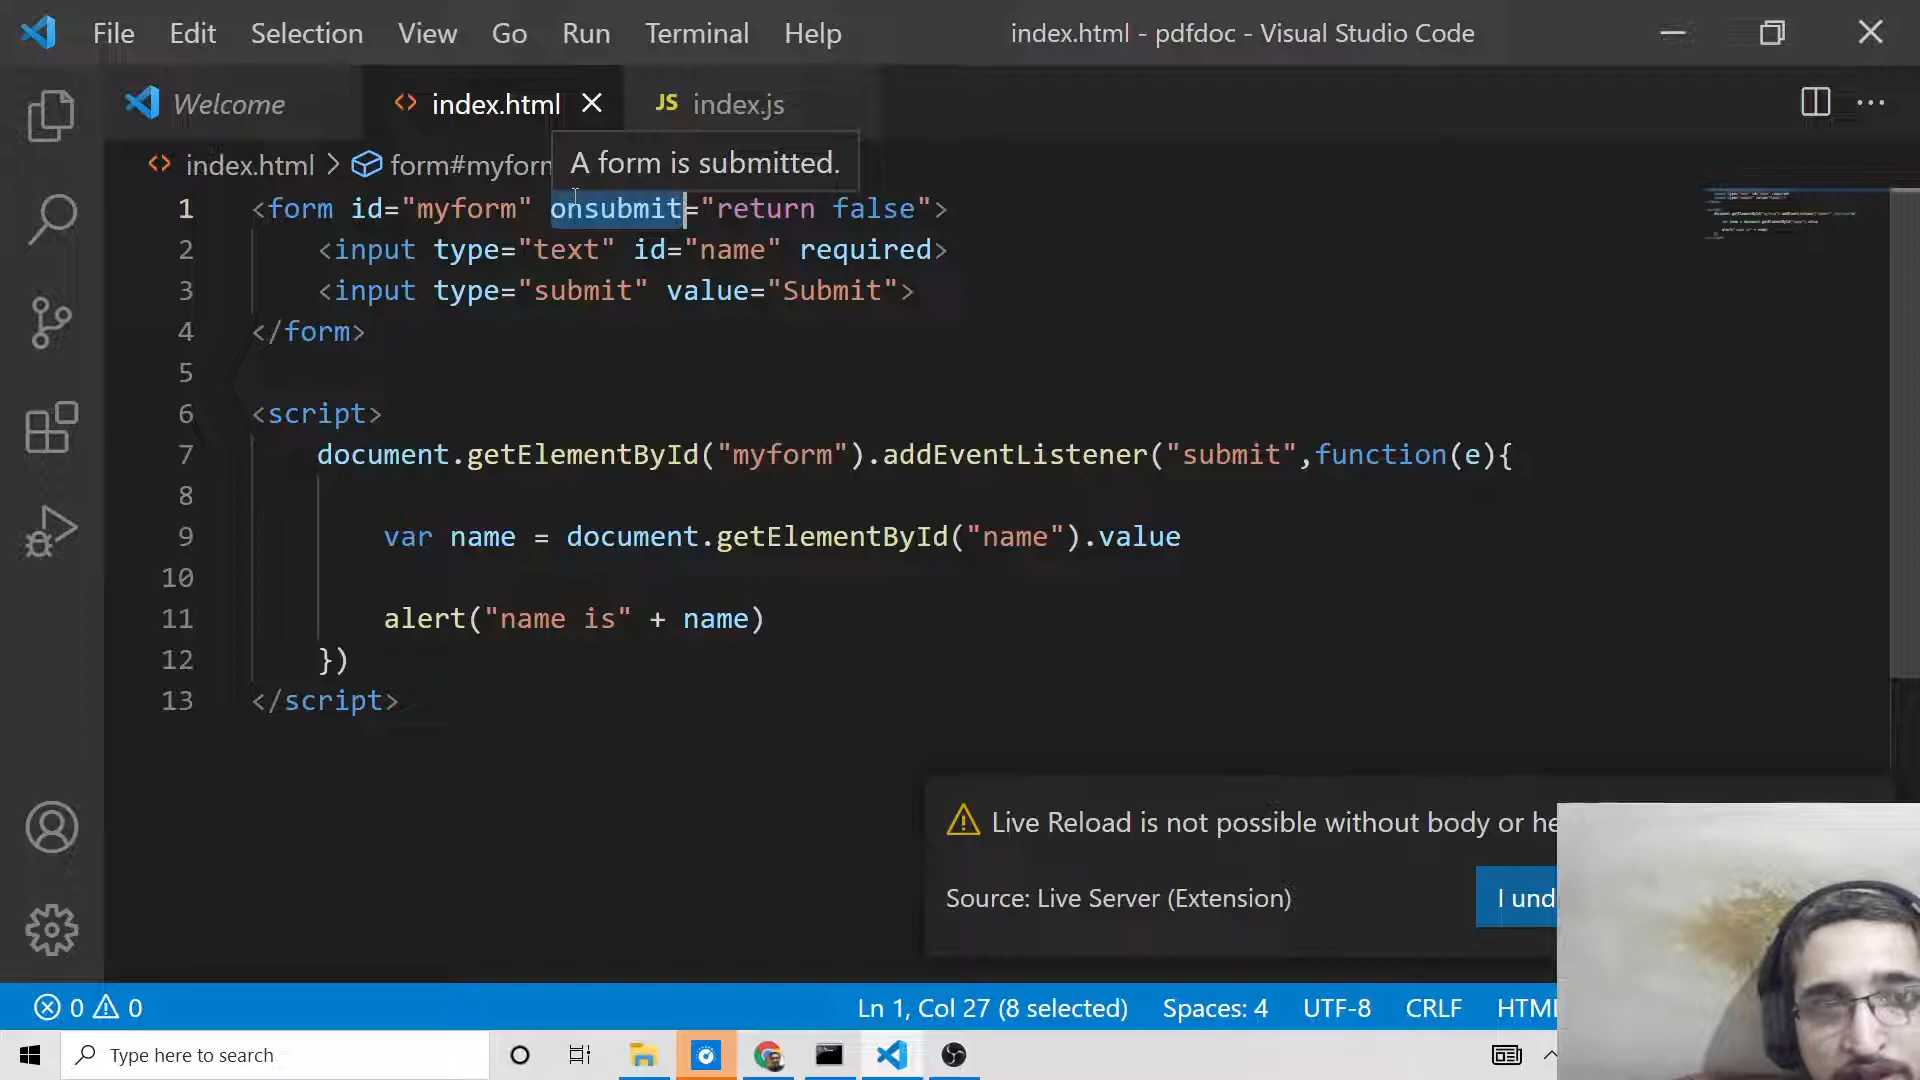 File Edit Selection View Go Run Terminal Help index.html - pdfdoc - Visual Studio Code
Welcome index.html JS index.js
index.html > form#myform
A form is submitted.
1 <form id="myform" onsubmit="return false">
2 <input type="text" id="name" required>
3 <input type="submit" value="Submit">
4 </form>
5
6 <script>
7 document.getElementById("myform").addEventListener("submit",function(e){
8
9 var name = document.getElementById("name").value
10
11 alert("name is" + name)
12 })
13 </script>
Live Reload is not possible without body or he
Source: Live Server (Extension) I und
0 0 Ln 1, Col 27 (8 selected) Spaces: 4 UTF-8 CRLF HTML
Type here to search